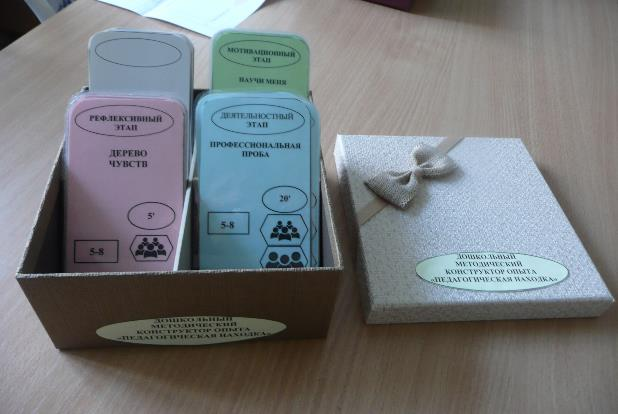 МОТИВАЦИОННЫЙ
ЭТАП
НАУЧИ МЕНЯ
РЕФЛЕКСИВНЫЙ
ЭТАП
ДЕРЕВО
ЧУВСТВ
5'
5-8
ДЕЯТЕЛЬНОСТНЫЙ
ЭТАП
ПРОФЕССИОНАЛЬНАЯ
ПРОБА
20'
5-8
ДОШКОЛЬНЫЙ
МЕТОДИЧЕСКИЙ
КОНСТРУКТОР ОПЫТА
«ПЕДАГОГИЧЕСКАЯ НАХОДКА»
ДОШКОЛЬНЫЙ
МЕТОДИЧЕСКИЙ
КОНСТРУКТОР ОПЫТА
«ПЕДАГОГИЧЕСКАЯ НАХОДКА»